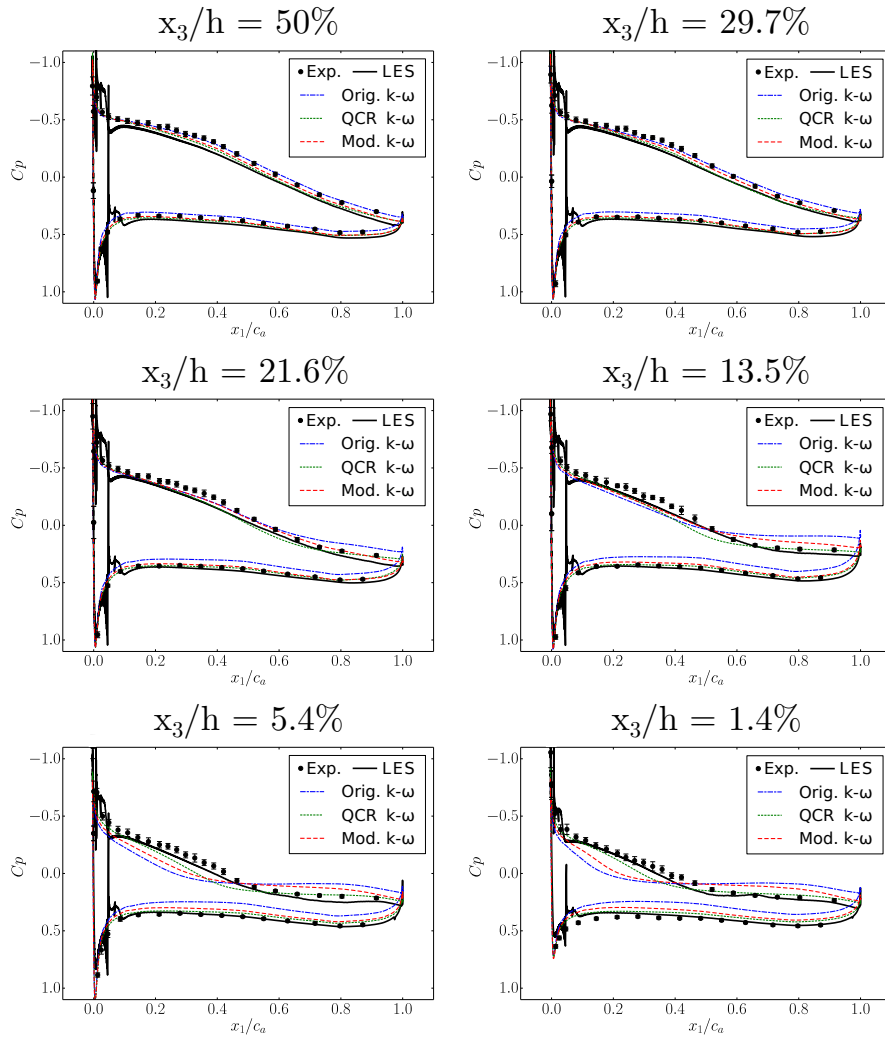 x₃/h = 50%
−1.0
−0.5
0.0
0.5
1.0
Cp
0.0 0.2 0.4 0.6 0.8 1.0
x₁/cₐ
Exp. LES
Orig. k-ω
QCR k-ω
Mod. k-ω
x₃/h = 29.7%
−1.0
−0.5
0.0
0.5
1.0
Cp
0.0 0.2 0.4 0.6 0.8 1.0
x₁/cₐ
Exp. LES
Orig. k-ω
QCR k-ω
Mod. k-ω
x₃/h = 21.6%
−1.0
−0.5
0.0
0.5
1.0
Cp
0.0 0.2 0.4 0.6 0.8 1.0
x₁/cₐ
Exp. LES
Orig. k-ω
QCR k-ω
Mod. k-ω
x₃/h = 13.5%
−1.0
−0.5
0.0
0.5
1.0
Cp
0.0 0.2 0.4 0.6 0.8 1.0
x₁/cₐ
Exp. LES
Orig. k-ω
QCR k-ω
Mod. k-ω
x₃/h = 5.4%
−1.0
−0.5
0.0
0.5
1.0
Cp
0.0 0.2 0.4 0.6 0.8 1.0
x₁/cₐ
Exp. LES
Orig. k-ω
QCR k-ω
Mod. k-ω
x₃/h = 1.4%
−1.0
−0.5
0.0
0.5
1.0
Cp
0.0 0.2 0.4 0.6 0.8 1.0
x₁/cₐ
Exp. LES
Orig. k-ω
QCR k-ω
Mod. k-ω